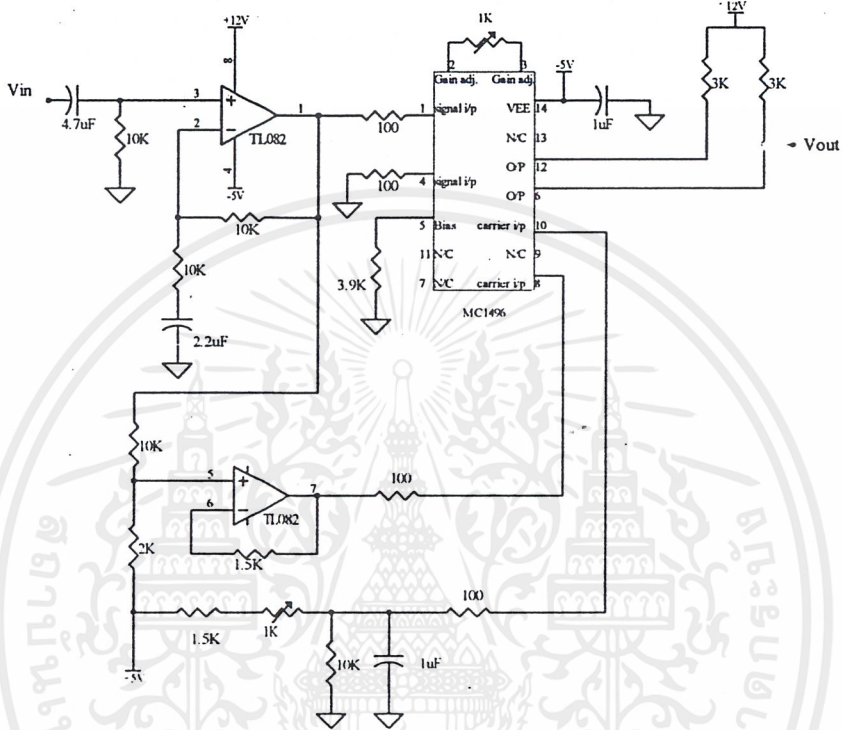 +12V
8
Vin
4.7uF
10K
3
2
1
TL082
4
-5V
10K
10K
2.2uF
1K
2
3
Gain adj.
Gain adj.
1
signal i/p
100
4
signal i/p
100
5
Bias
3.9K
11
N/C
7
N/C
VEE
14
-5V
1uF
N/C
13
O/P
12
O/P
6
carrier i/p
10
N/C
9
carrier i/p
8
MC1496
12V
3K
3K
Vout
10K
5
6
7
TL082
1.5K
100
2K
-5V
1.5K
1K
10K
1uF
100